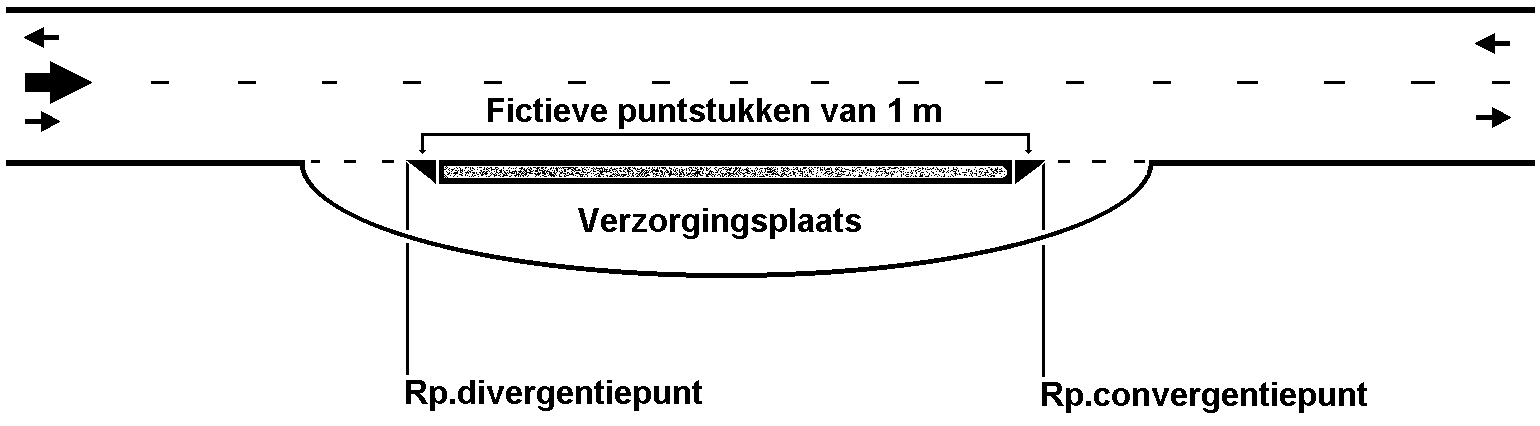 Fictieve puntstukken van 1 m
Verzorgingsplaats
Rp.divergentiepunt
Rp.convergentiepunt